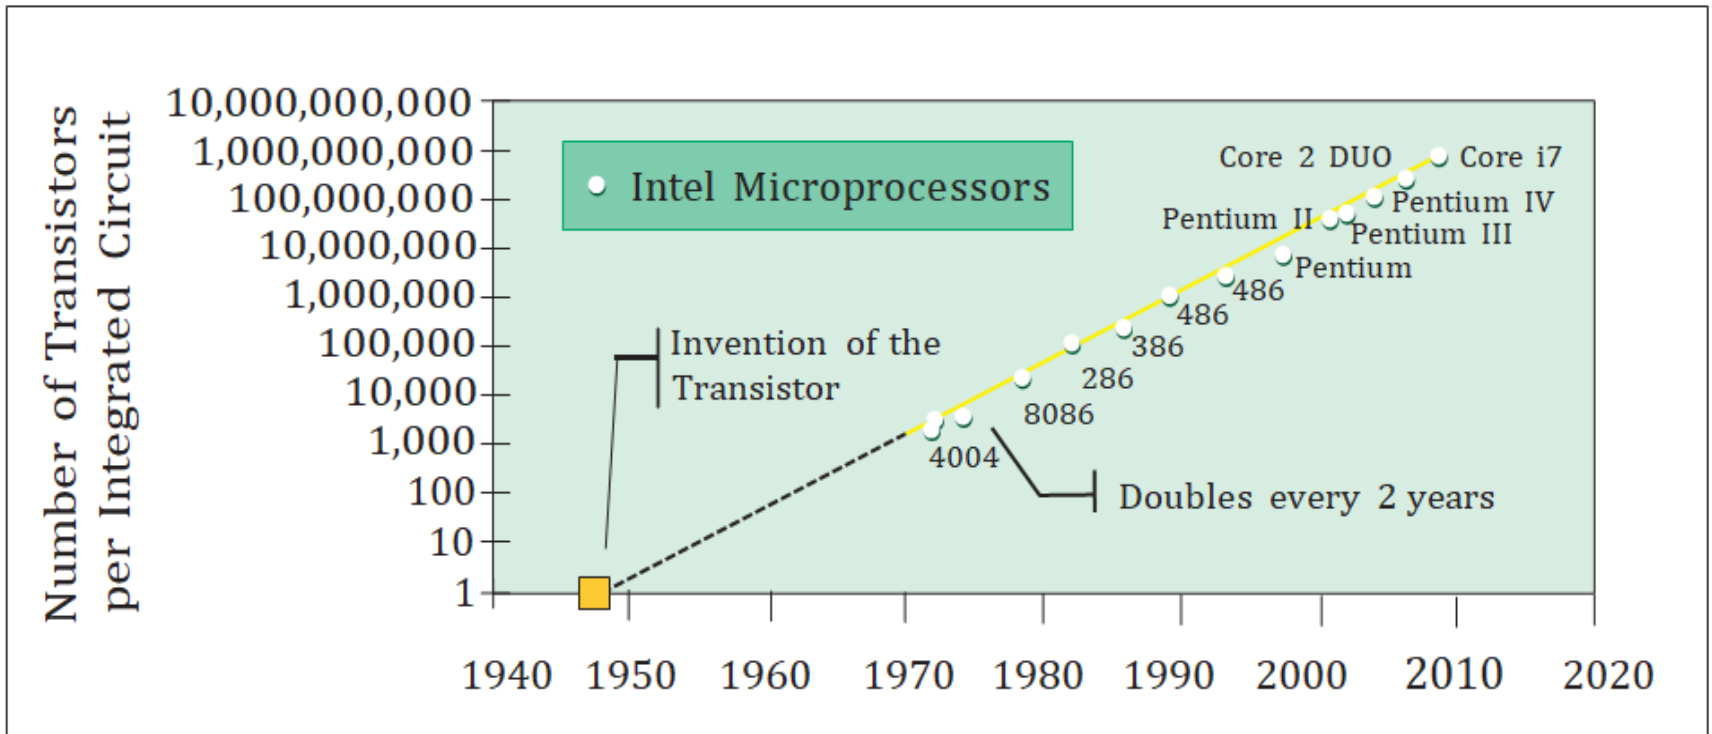 Number of Transistors
per Integrated Circuit
10,000,000,000
1,000,000,000
100,000,000
10,000,000
1,000,000
100,000
10,000
1,000
100
10
1
Intel Microprocessors
Core 2 DUO
Core i7
Pentium IV
Pentium II
Pentium III
Pentium
486
486
386
286
8086
4004
Invention of the
Transistor
Doubles every 2 years
1940 1950 1960 1970 1980 1990 2000 2010 2020